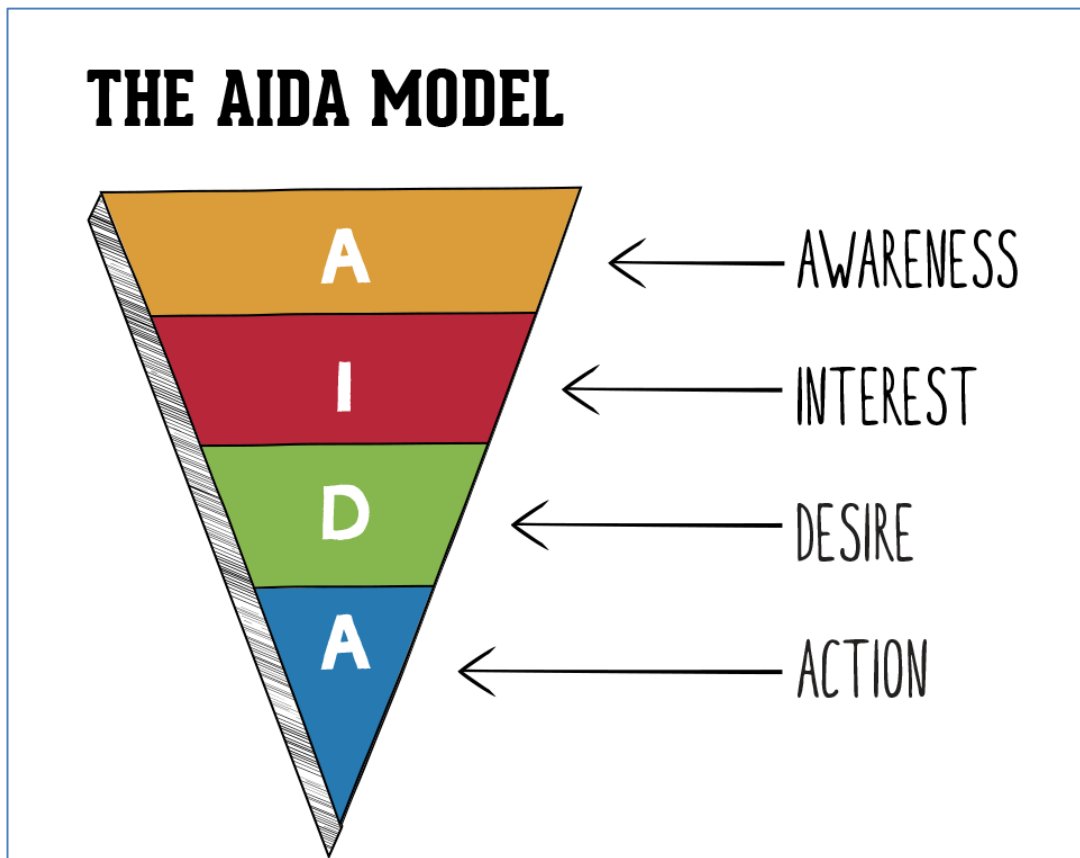 THE AIDA MODEL
A AWARENESS
I INTEREST
D DESIRE
A ACTION